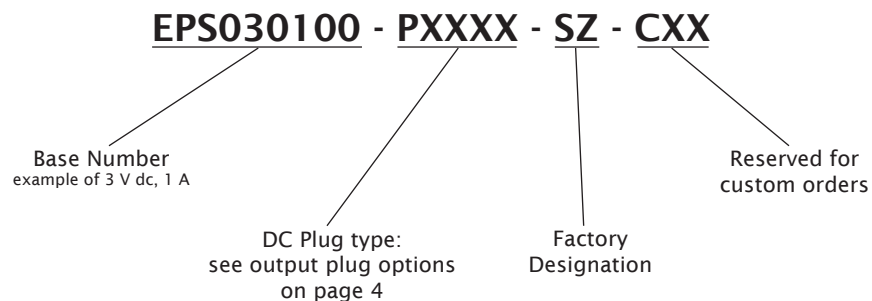 EPS030100 - PXXXX - SZ - CXX
Base Number
example of 3 V dc, 1 A
Reserved for
custom orders
DC Plug type:
see output plug options
on page 4
Factory
Designation